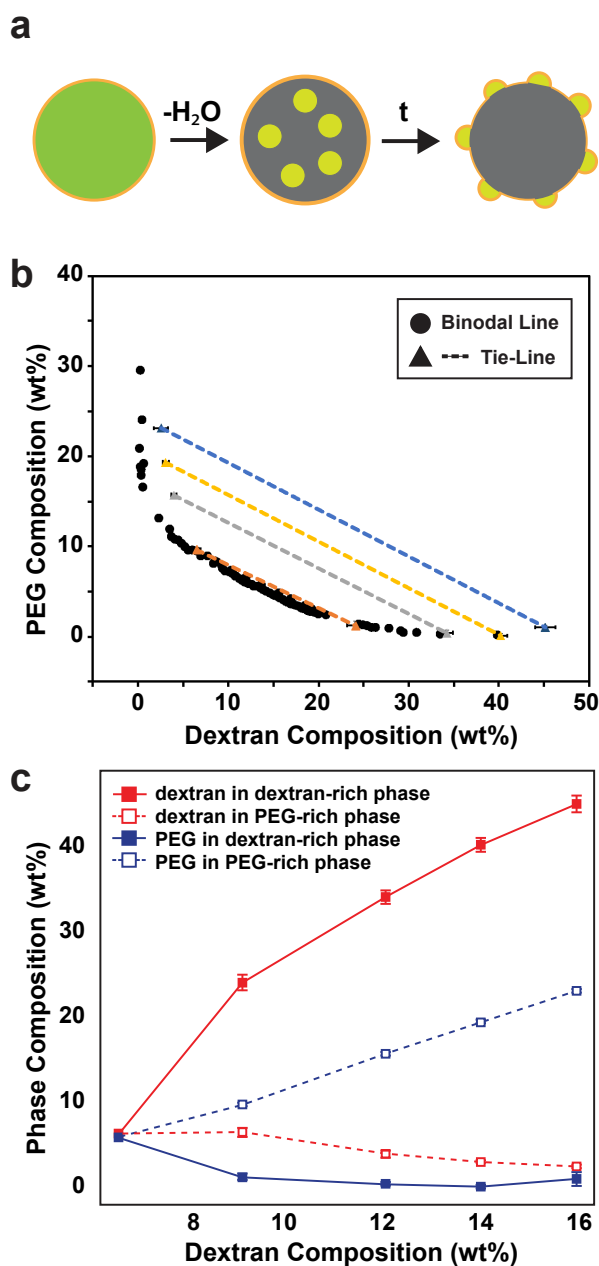 a
-H₂O
t
b
40
30
20
10
0
PEG Composition (wt%)
Binodal Line
Tie-Line
0 10 20 30 40 50
Dextran Composition (wt%)
c
dextran in dextran-rich phase
dextran in PEG-rich phase
PEG in dextran-rich phase
PEG in PEG-rich phase
40
30
20
10
0
Phase Composition (wt%)
8 10 12 14 16
Dextran Composition (wt%)